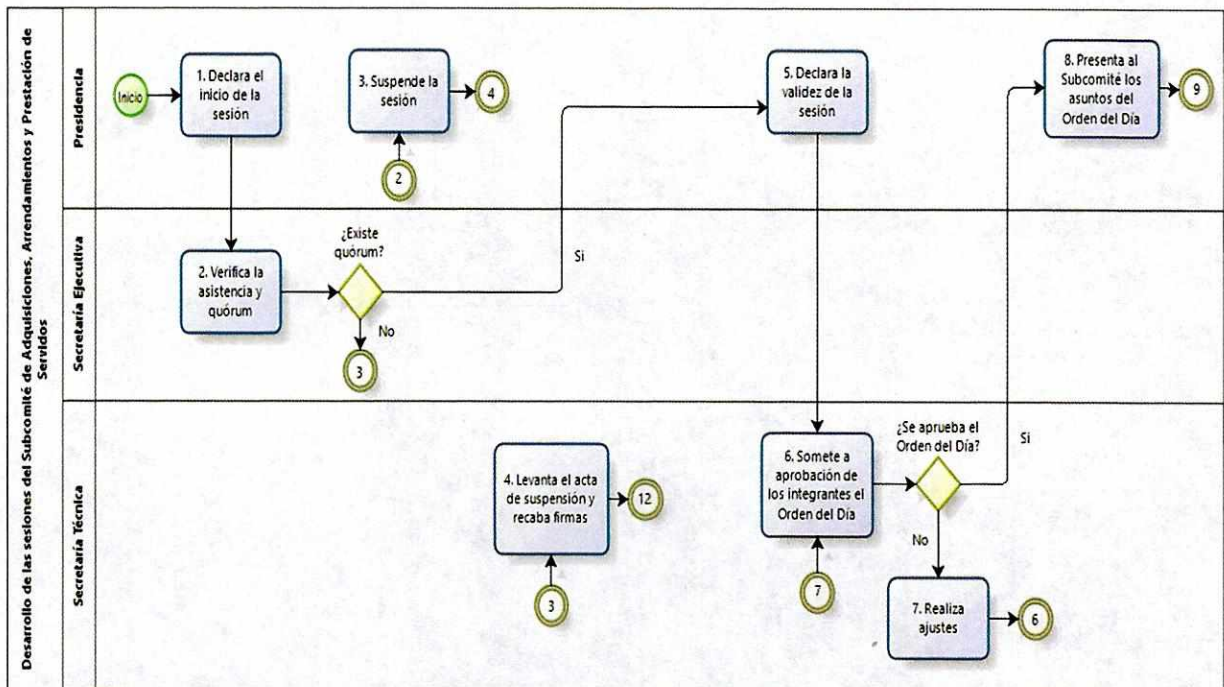 Desarrollo de las sesiones del Subcomité de Adquisiciones, Arrendamientos y Prestación de
Servidos
Presidencia
Inicio
1. Declara el
inicio de la
sesión
3. Suspende la
sesión
4
2
5. Declara la
validez de la
sesión
8. Presenta al
Subcomité los
asuntos del
Orden del Día
9
Secretaría Ejecutiva
2. Verifica la
asistencia y
quórum
¿Existe
quórum?
Si
No
3
Secretaría Técnica
4. Levanta el acta
de suspensión y
recaba firmas
12
3
6. Somete a
aprobación de
los integrantes el
Orden del Día
7
¿Se aprueba el
Orden del Día?
Si
No
7. Realiza
ajustes
6